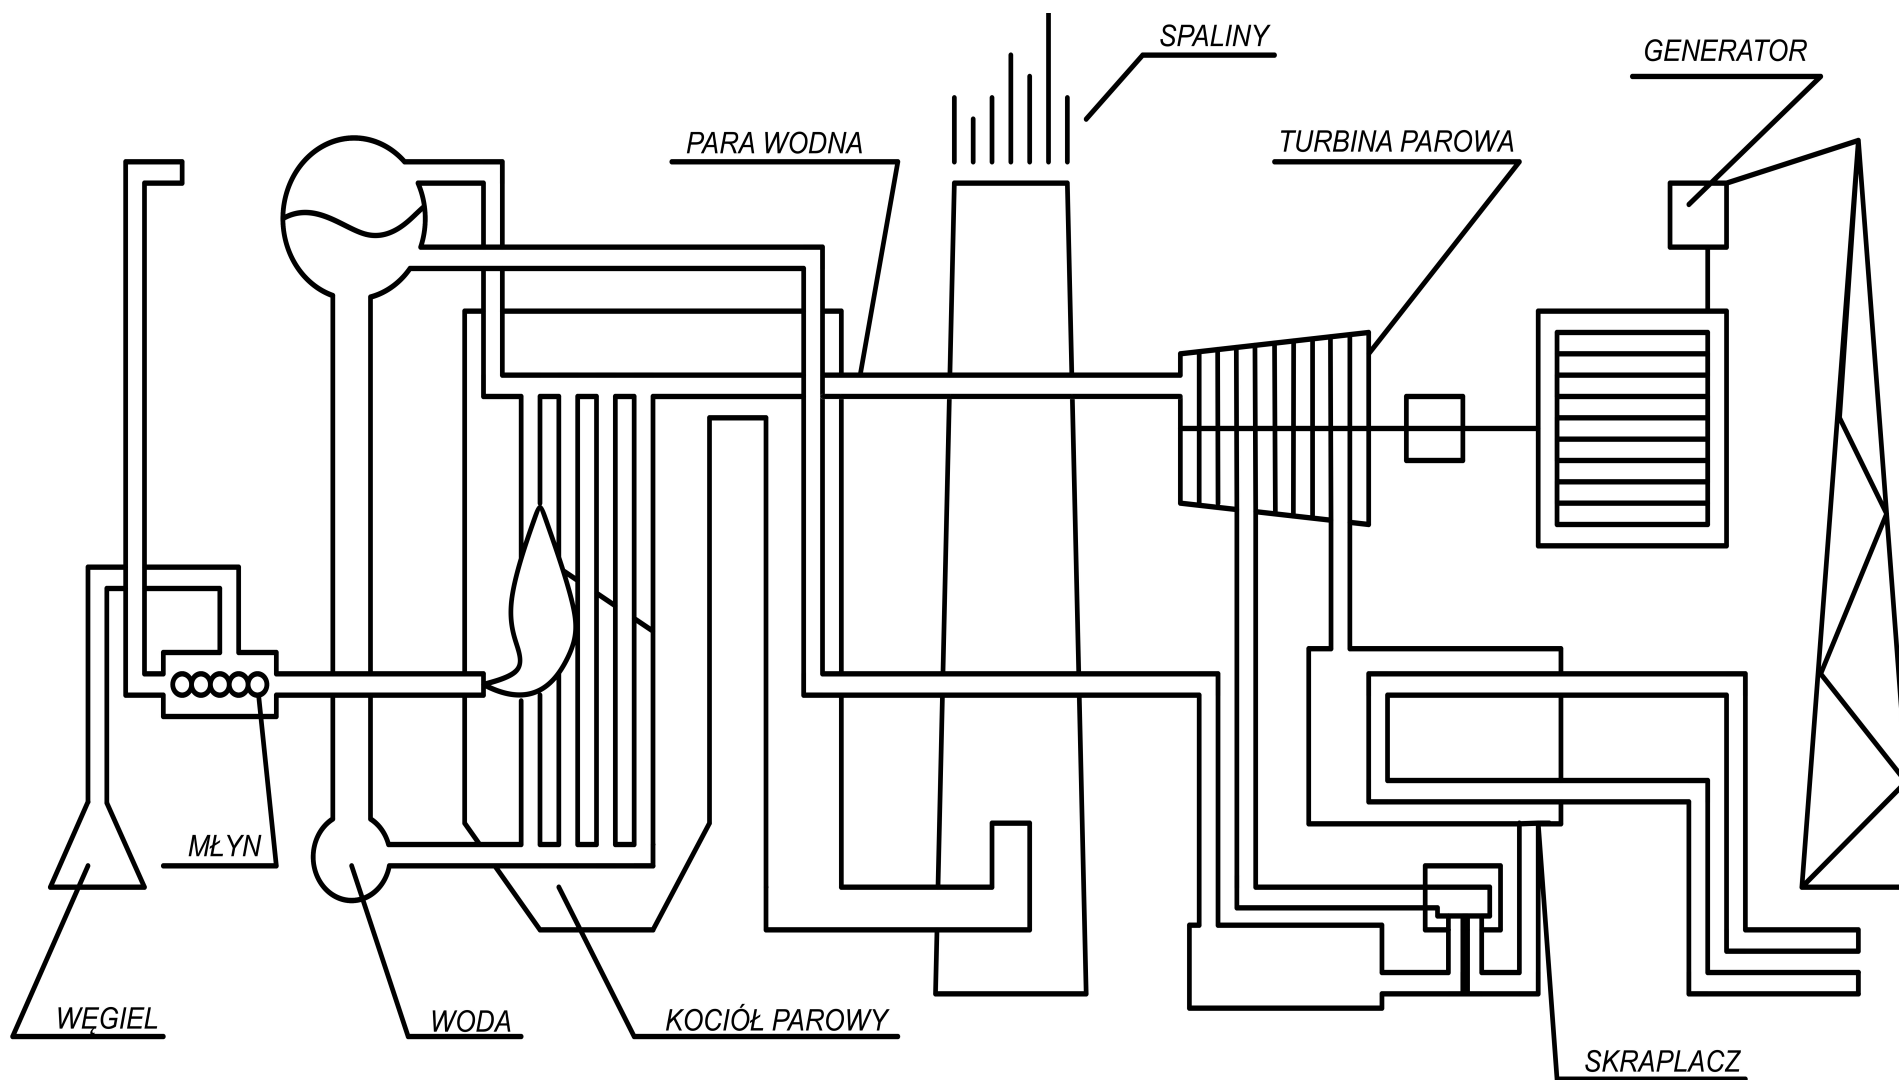 SPALINY
GENERATOR
PARA WODNA
TURBINA PAROWA
MŁYN
WĘGIEL
WODA
KOCIÓŁ PAROWY
SKRAPLACZ